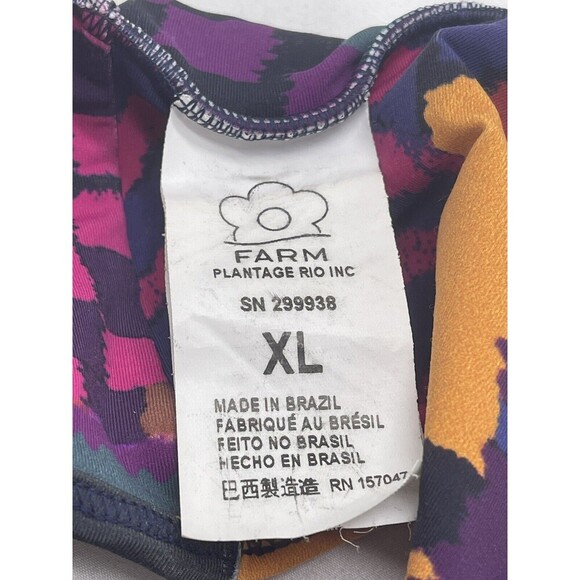 FARM
PLANTAGE RIO INC
SN 299938
XL
MADE IN BRAZIL
FABRIQUÉ AU BRÉSIL
FEITO NO BRASIL
HECHO EN BRASIL
巴西製造造 RN 157047